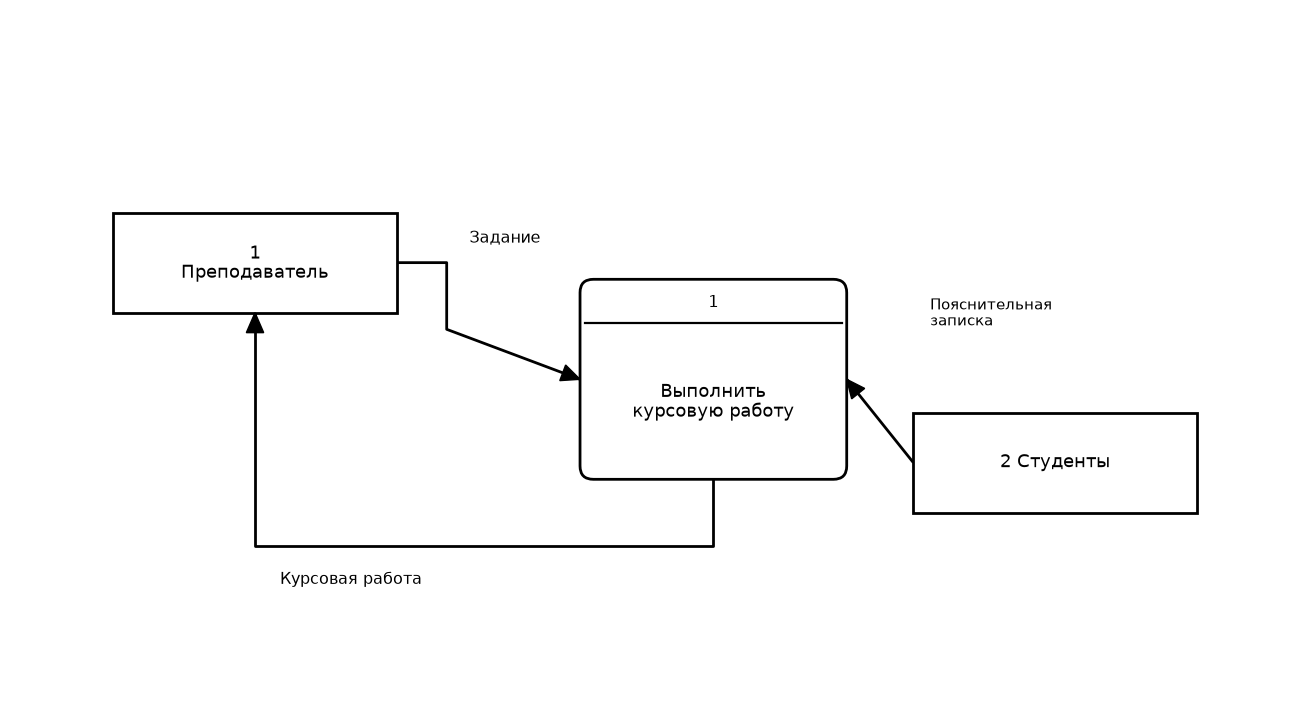 1
Преподаватель
Задание
1
Выполнить
курсовую работу
Пояснительная
записка
2 Студенты
Курсовая работа